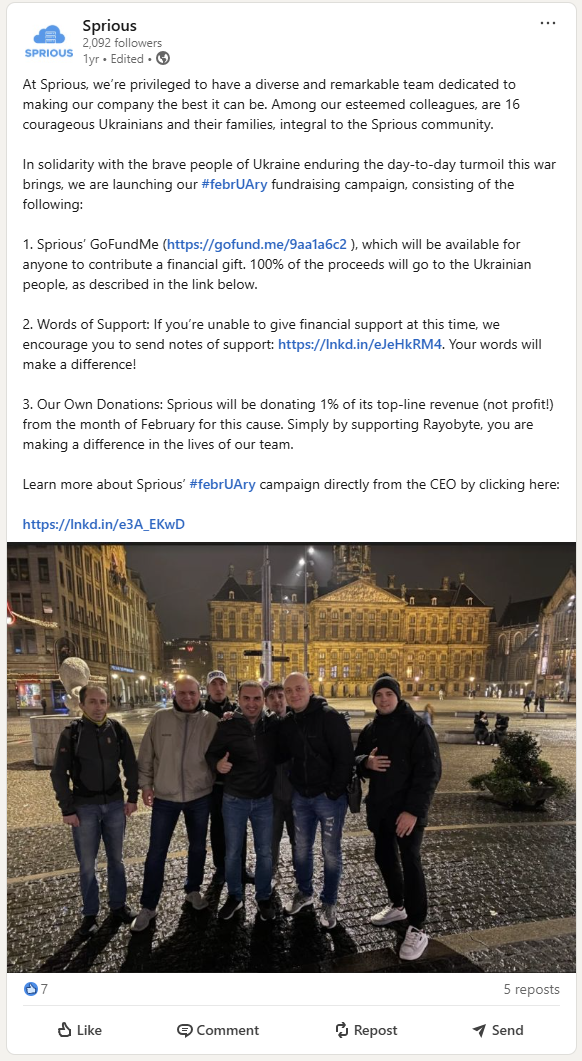 Sprious
2,092 followers
1yr • Edited •
SPRIOUS
At Sprious, we’re privileged to have a diverse and remarkable team dedicated to
making our company the best it can be. Among our esteemed colleagues, are 16
courageous Ukrainians and their families, integral to the Sprious community.
In solidarity with the brave people of Ukraine enduring the day-to-day turmoil this war
brings, we are launching our #februAry fundraising campaign, consisting of the
following:
1. Sprious’ GoFundMe (https://gofund.me/9aa1a6c2 ), which will be available for
anyone to contribute a financial gift. 100% of the proceeds will go to the Ukrainian
people, as described in the link below.
2. Words of Support: If you’re unable to give financial support at this time, we
encourage you to send notes of support: https://lnkd.in/eJeHkRM4. Your words will
make a difference!
3. Our Own Donations: Sprious will be donating 1% of its top-line revenue (not profit!)
from the month of February for this cause. Simply by supporting Rayobyte, you are
making a difference in the lives of our team.
Learn more about Sprious’ #febrUAry campaign directly from the CEO by clicking here:
https://lnkd.in/e3A_EKwD
7
5 reposts
Like
Comment
Repost
Send